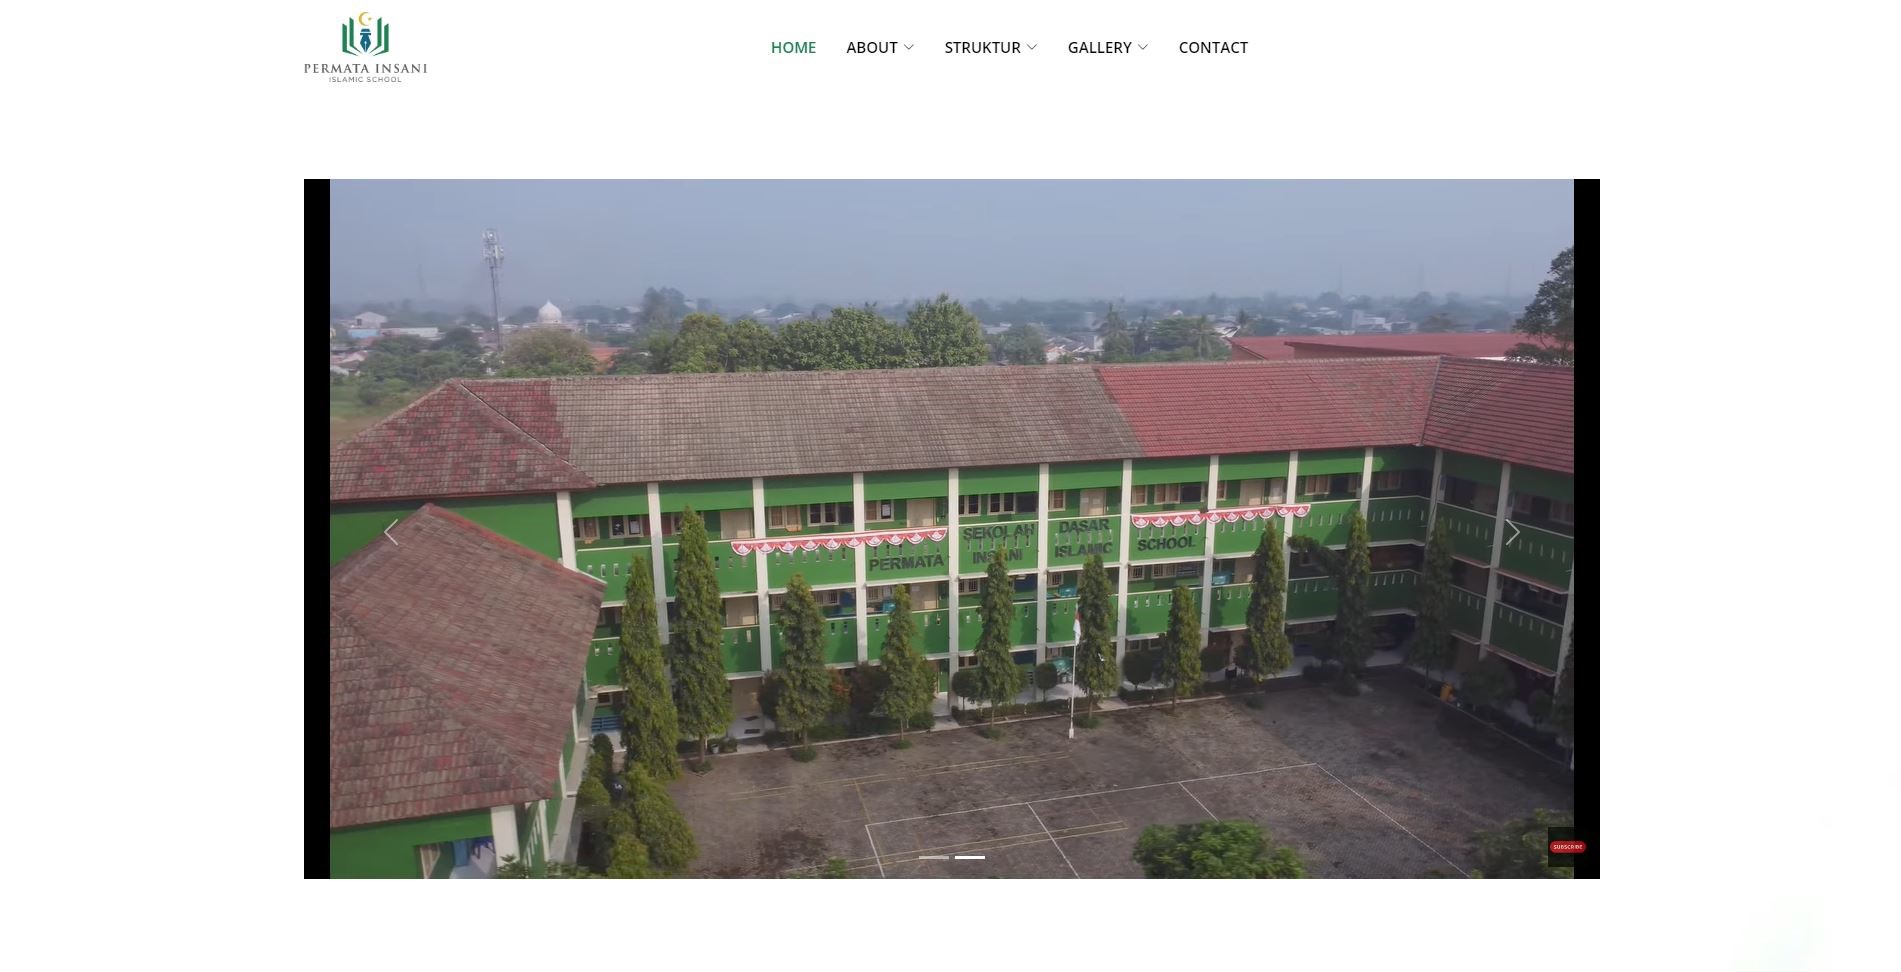 PERMATA INSANI
ISLAMIC SCHOOL
HOME
ABOUT
STRUKTUR
GALLERY
CONTACT
SEKOLAH DASAR
PERMATA INSANI ISLAMIC SCHOOL
SUBSCRIBE